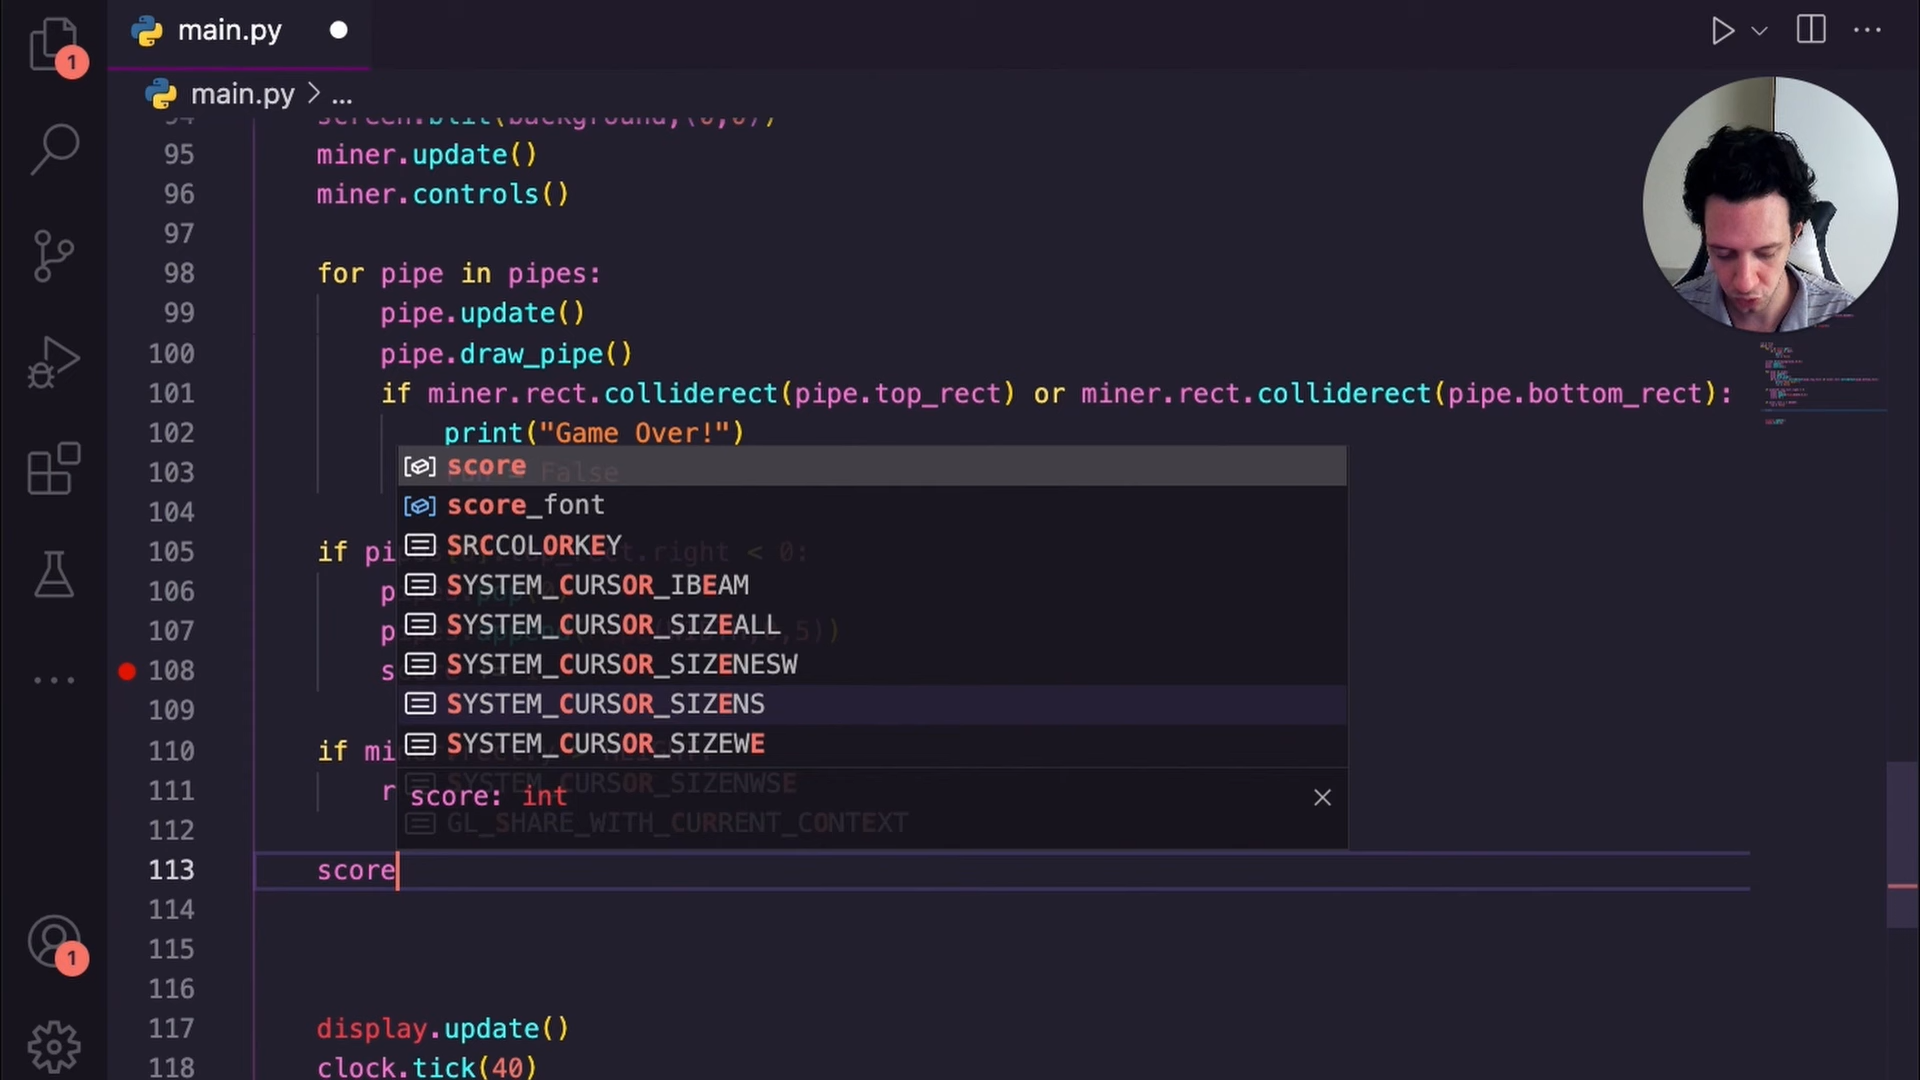 main.py
1
main.py > ...
94 screen.blit(background,(0,0))
95 miner.update()
96 miner.controls()
97
98 for pipe in pipes:
99 pipe.update()
100 pipe.draw_pipe()
101 if miner.rect.colliderect(pipe.top_rect) or miner.rect.colliderect(pipe.bottom_rect):
102 print("Game Over!")
103 run = False
score
104
score_font
105 if pi
SRCCOLORKEY
106 p
SYSTEM_CURSOR_IBEAM
107 p
SYSTEM_CURSOR_SIZEALL
108 s
SYSTEM_CURSOR_SIZENESW
109
SYSTEM_CURSOR_SIZENS
110 if mi
SYSTEM_CURSOR_SIZEWE
111 r
SYSTEM_CURSOR_SIZENWSE
score: int
112
GL_SHARE_WITH_CURRENT_CONTEXT
113 score
114
115
116
117 display.update()
118 clock.tick(40)
1